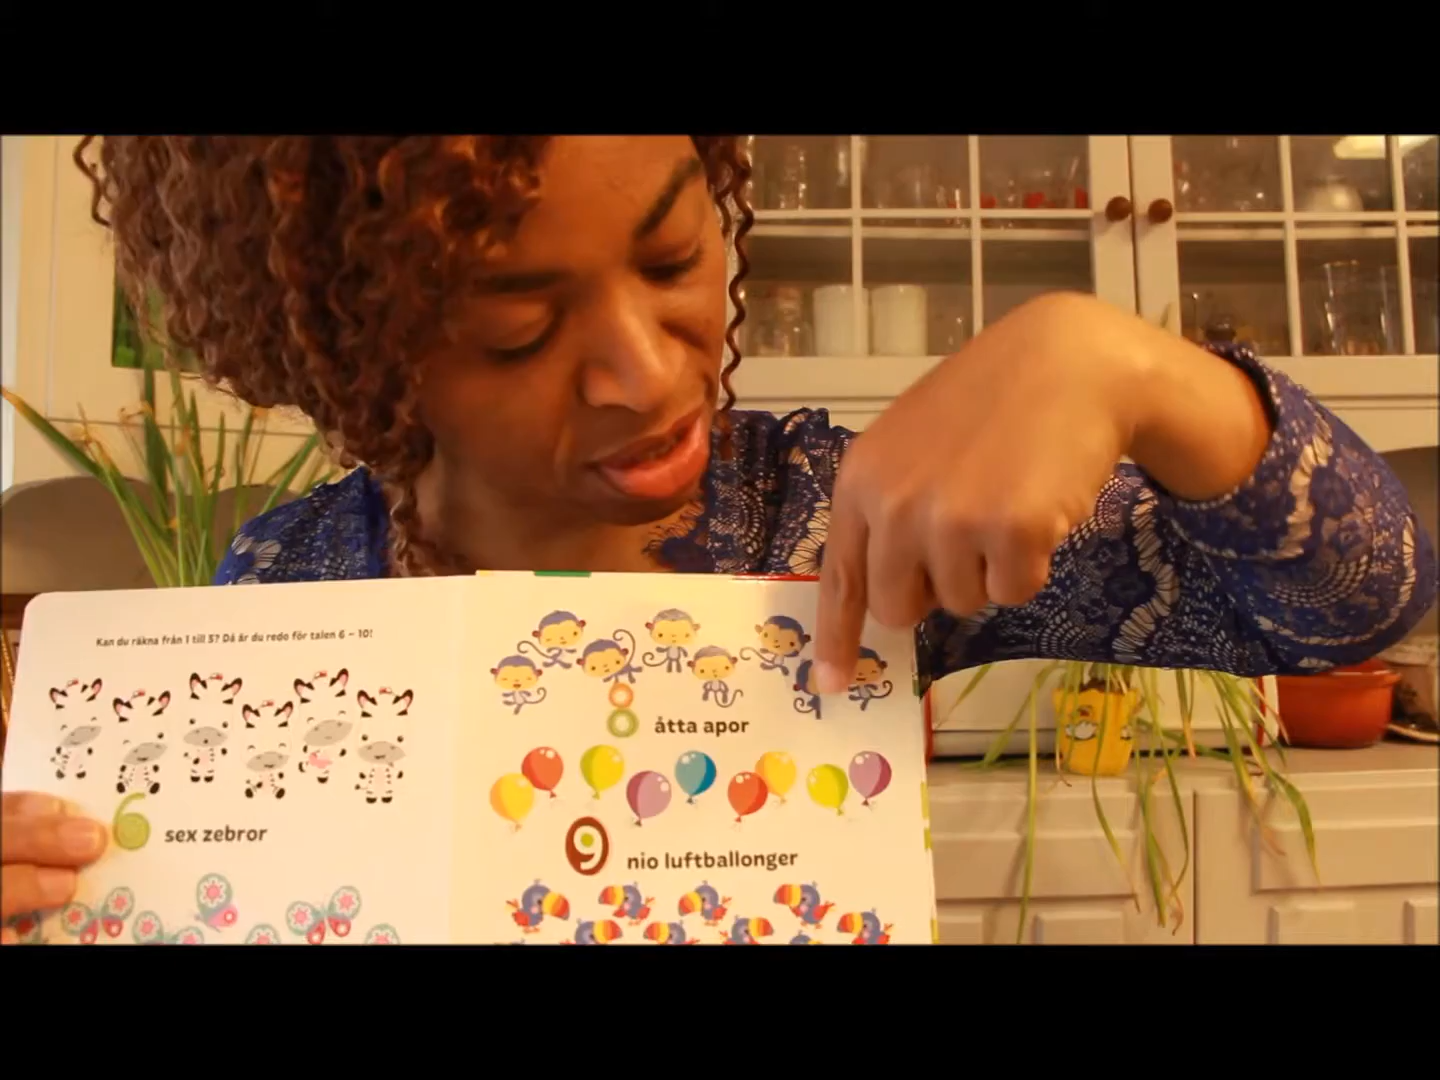 Kan du räkna från 1 till 5? Då är du redo för talen 6 – 10!
6 sex zebror
8 åtta apor
9 nio luftballonger